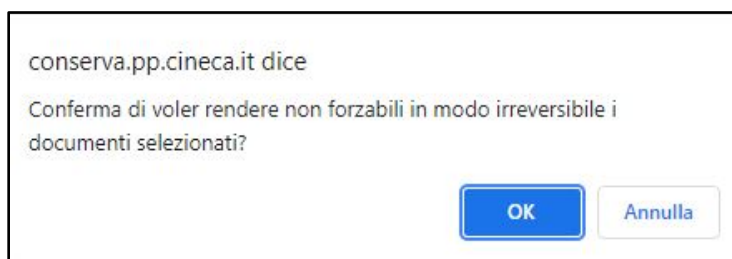 conserva.pp.cineca.it dice
Conferma di voler rendere non forzabili in modo irreversibile i
documenti selezionati?
OK
Annulla